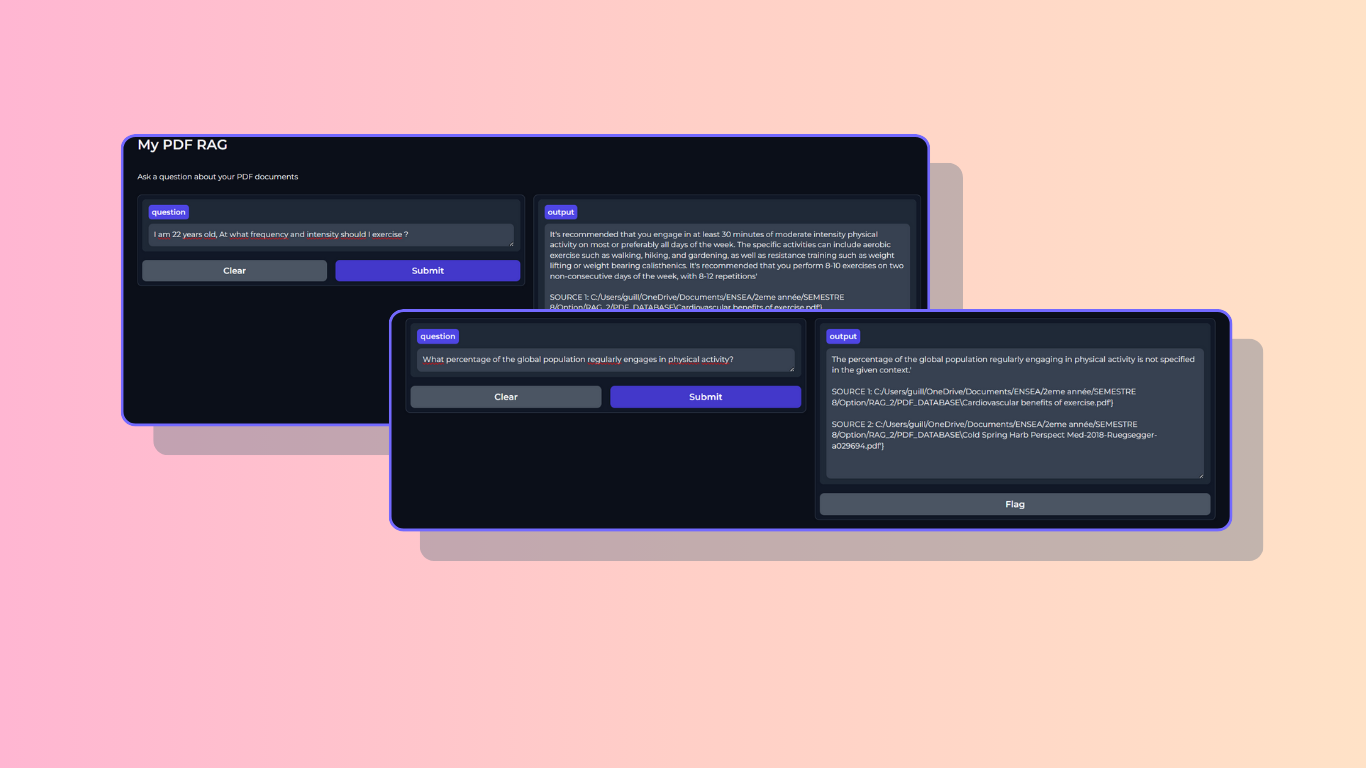 My PDF RAG
Ask a question about your PDF documents
question
I am 22 years old, At what frequency and intensity should I exercise ?
Clear
Submit
output
It's recommended that you engage in at least 30 minutes of moderate intensity physical
activity on most or preferably all days of the week. The specific activities can include aerobic
exercise such as walking, hiking, and gardening, as well as resistance training such as weight
lifting or weight bearing calisthenics. It's recommended that you perform 8-10 exercises on two
non-consecutive days of the week, with 8-12 repetitions'
SOURCE 1: C:/Users/guill/OneDrive/Documents/ENSEA/2eme année/SEMESTRE
8/Option/RAG_2/PDF_DATABASE\Cardiovascular benefits of exercise.pdf'}
question
What percentage of the global population regularly engages in physical activity?
Clear
Submit
output
The percentage of the global population regularly engaging in physical activity is not specified
in the given context.'
SOURCE 1: C:/Users/guill/OneDrive/Documents/ENSEA/2eme année/SEMESTRE
8/Option/RAG_2/PDF_DATABASE\Cardiovascular benefits of exercise.pdf'}
SOURCE 2: C:/Users/guill/OneDrive/Documents/ENSEA/2eme année/SEMESTRE
8/Option/RAG_2/PDF_DATABASE\Cold Spring Harb Perspect Med-2018-Ruegsegger-
a029694.pdf'}
Flag